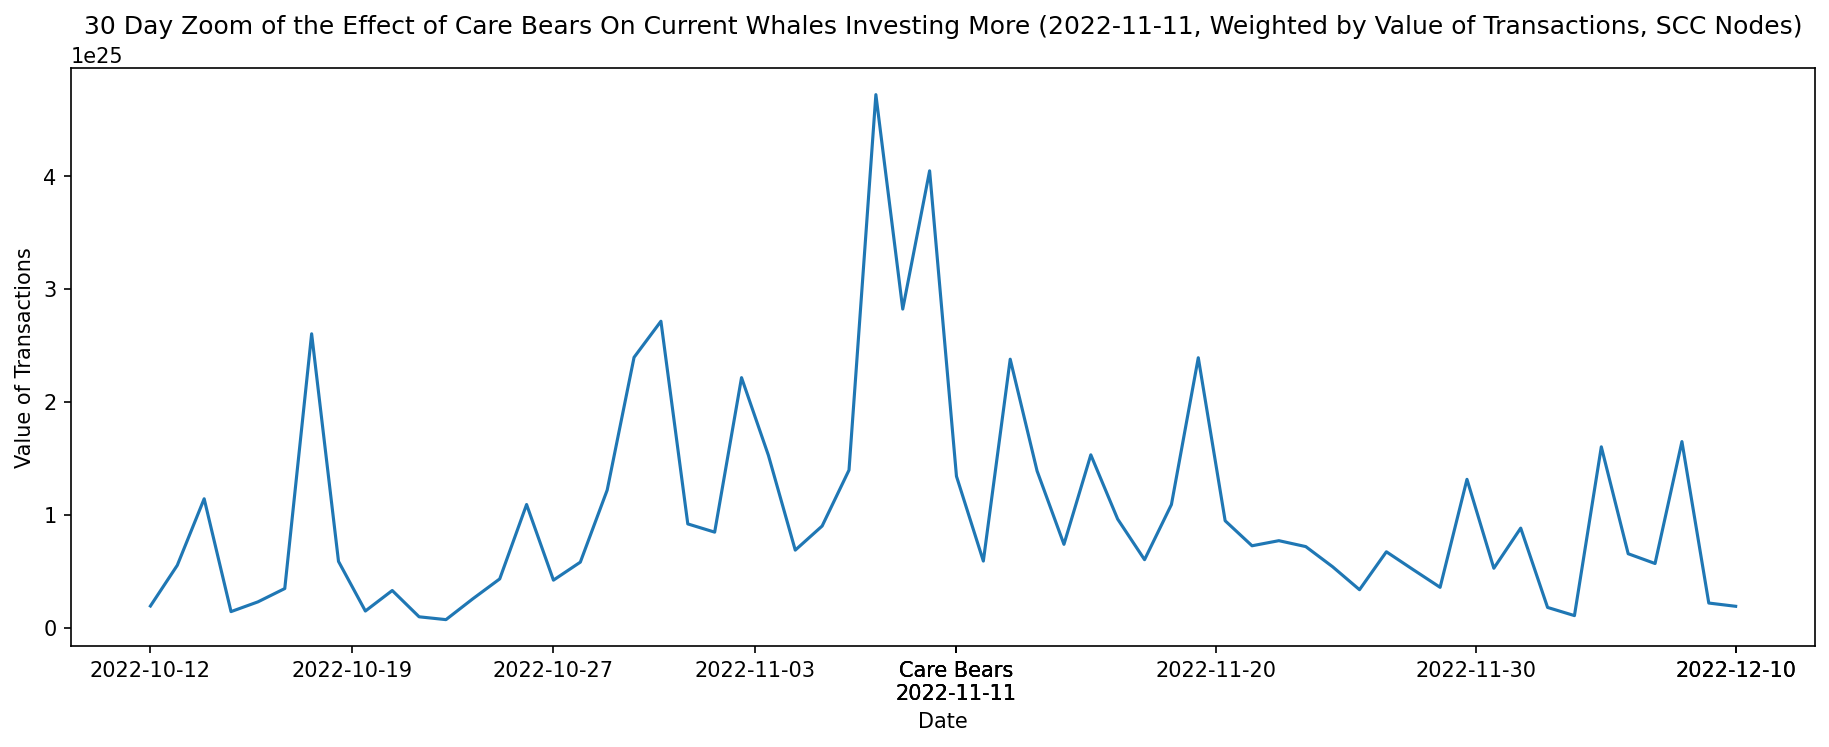 30 Day Zoom of the Effect of Care Bears On Current Whales Investing More (2022-11-11, Weighted by Value of Transactions, SCC Nodes)
1e25
4
3
2
1
0
Value of Transactions
2022-10-12
2022-10-19
2022-10-27
2022-11-03
Care Bears
2022-11-11
2022-11-20
2022-11-30
2022-12-10
Date